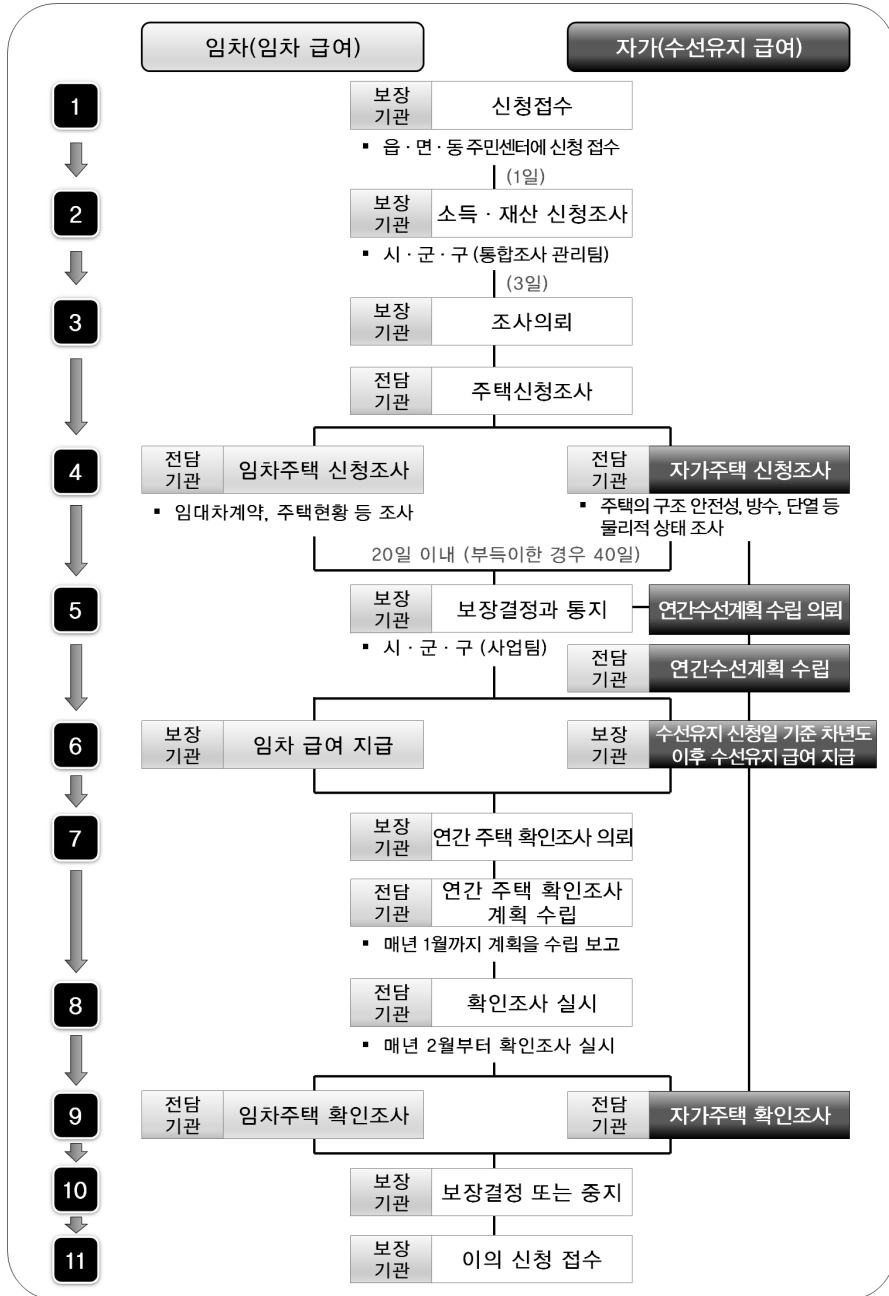 임차(임차 급여)
자가(수선유지 급여)
1
보장
기관
신청접수
▪ 읍 · 면 · 동 주민센터에 신청 접수
(1일)
2
보장
기관
소득 · 재산 신청조사
▪ 시 · 군 · 구 (통합조사 관리팀)
(3일)
3
보장
기관
조사의뢰
전담
기관
주택신청조사
4
전담
기관
임차주택 신청조사
▪ 임대차계약, 주택현황 등 조사
전담
기관
자가주택 신청조사
▪ 주택의 구조 안전성, 방수, 단열 등
물리적 상태 조사
20일 이내 (부득이한 경우 40일)
5
보장
기관
보장결정과 통지
▪ 시 · 군 · 구 (사업팀)
연간수선계획 수립 의뢰
전담
기관
연간수선계획 수립
6
보장
기관
임차 급여 지급
보장
기관
수선유지 신청일 기준 차년도
이후 수선유지 급여 지급
7
보장
기관
연간 주택 확인조사 의뢰
전담
기관
연간 주택 확인조사
계획 수립
▪ 매년 1월까지 계획을 수립 보고
8
전담
기관
확인조사 실시
▪ 매년 2월부터 확인조사 실시
9
전담
기관
임차주택 확인조사
전담
기관
자가주택 확인조사
10
보장
기관
보장결정 또는 중지
11
보장
기관
이의 신청 접수